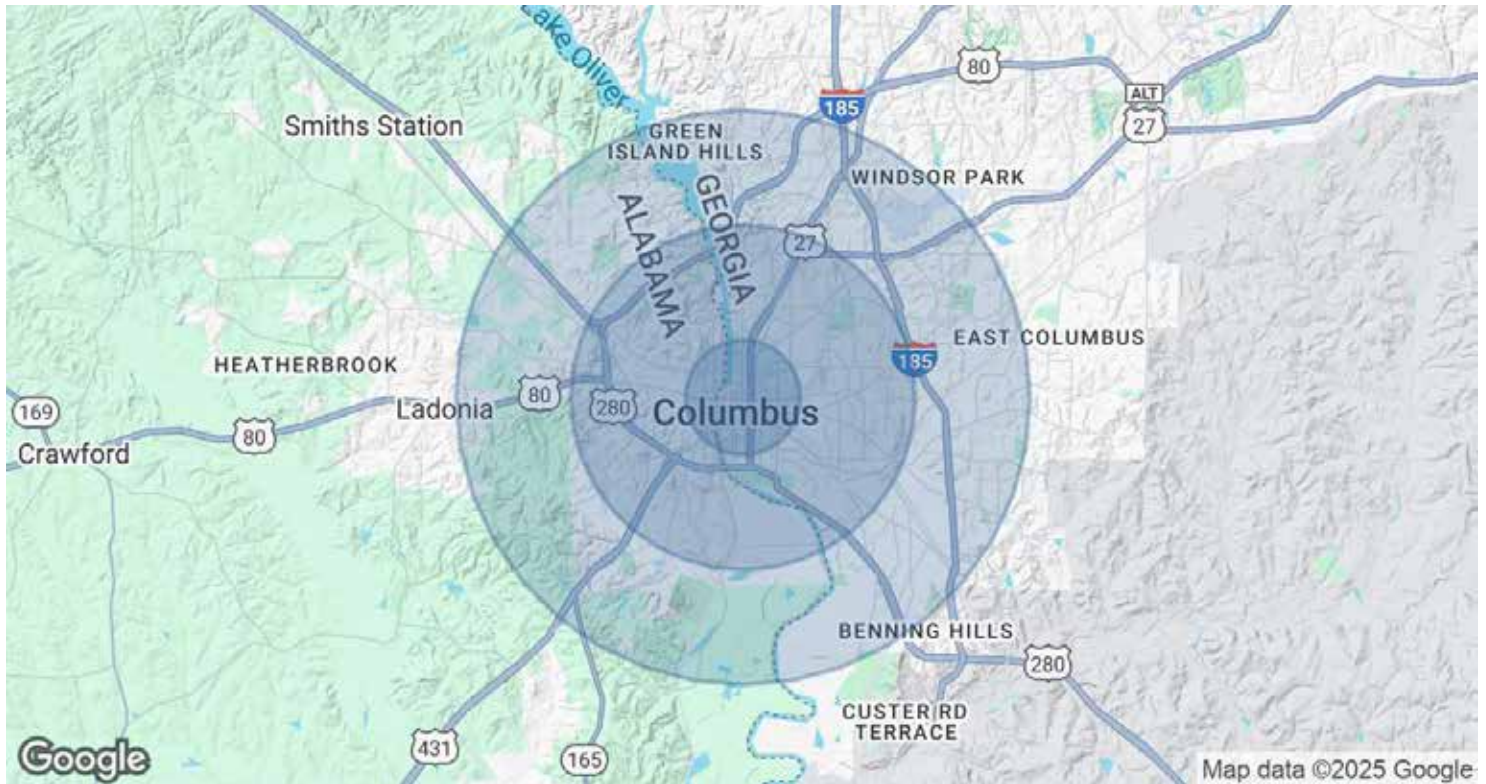 Lake Oliver
80
ALT
27
185
Smiths Station
GREEN
ISLAND HILLS
WINDSOR PARK
GEORGIA
ALABAMA
27
EAST COLUMBUS
185
HEATHERBROOK
80
280
Ladonia
Columbus
169
80
Crawford
BENNING HILLS
280
CUSTER RD
TERRACE
431
165
Google
Map data ©2025 Google